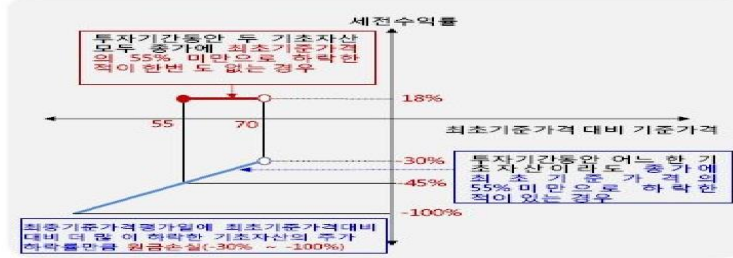 세전수익률
투자기간동안 두 기초자산
모두 종가에 최초기준가격
의 55% 미만으로 하락한
적이 한번 도 없는 경우
18%
55
70
최초기준가격 대비 기준가격
-30%
투자기간동안 어느 한 기
초자산이라도 종가에
최초기준가격의
55% 미만으로 하락한
적이 있는 경우
-45%
-100%
최종기준가격평가일에 최초기준가격대비
대비 더 많 이 하락한 기초자산의 주가
하락률만큼 원금손실(-30% ~ -100%)